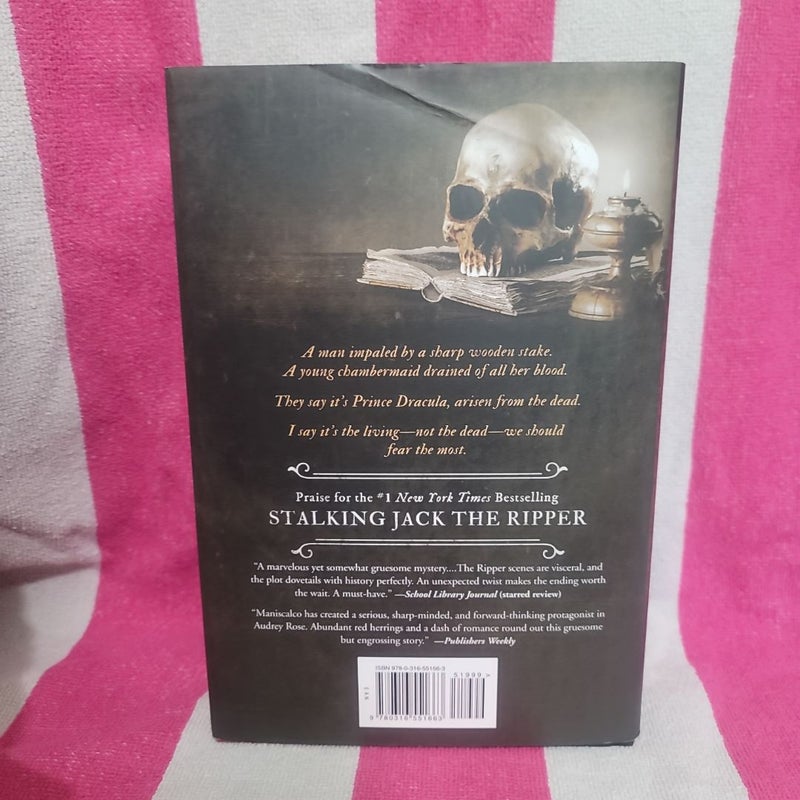 A man impaled by a sharp wooden stake.
A young chambermaid drained of all her blood.
They say it's Prince Dracula, arisen from the dead.
I say it's the living—not the dead—we should
fear the most.
Praise for the #1 New York Times Bestselling
STALKING JACK THE RIPPER
"A marvelous yet somewhat gruesome mystery....The Ripper scenes are visceral, and
the plot dovetails with history perfectly. An unexpected twist makes the ending worth
the wait. A must-have." —School Library Journal (starred review)
"Maniscalco has created a serious, sharp-minded, and forward-thinking protagonist in
Audrey Rose. Abundant red herrings and a dash of romance round out this gruesome
but engrossing story." —Publishers Weekly
ISBN 978-0-316-55166-3
51999>
EAN
9 780316 551663